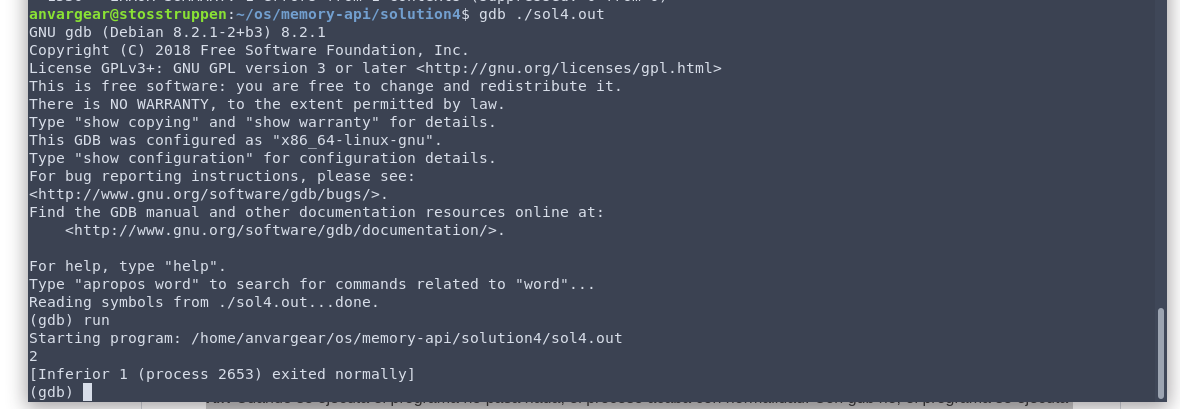 anvargear@stosstruppen:~/os/memory-api/solution4$ gdb ./sol4.out
GNU gdb (Debian 8.2.1-2+b3) 8.2.1
Copyright (C) 2018 Free Software Foundation, Inc.
License GPLv3+: GNU GPL version 3 or later <http://gnu.org/licenses/gpl.html>
This is free software: you are free to change and redistribute it.
There is NO WARRANTY, to the extent permitted by law.
Type "show copying" and "show warranty" for details.
This GDB was configured as "x86_64-linux-gnu".
Type "show configuration" for configuration details.
For bug reporting instructions, please see:
<http://www.gnu.org/software/gdb/bugs/>.
Find the GDB manual and other documentation resources online at:
    <http://www.gnu.org/software/gdb/documentation/>.

For help, type "help".
Type "apropos word" to search for commands related to "word"...
Reading symbols from ./sol4.out...done.
(gdb) run
Starting program: /home/anvargear/os/memory-api/solution4/sol4.out
2
[Inferior 1 (process 2653) exited normally]
(gdb)